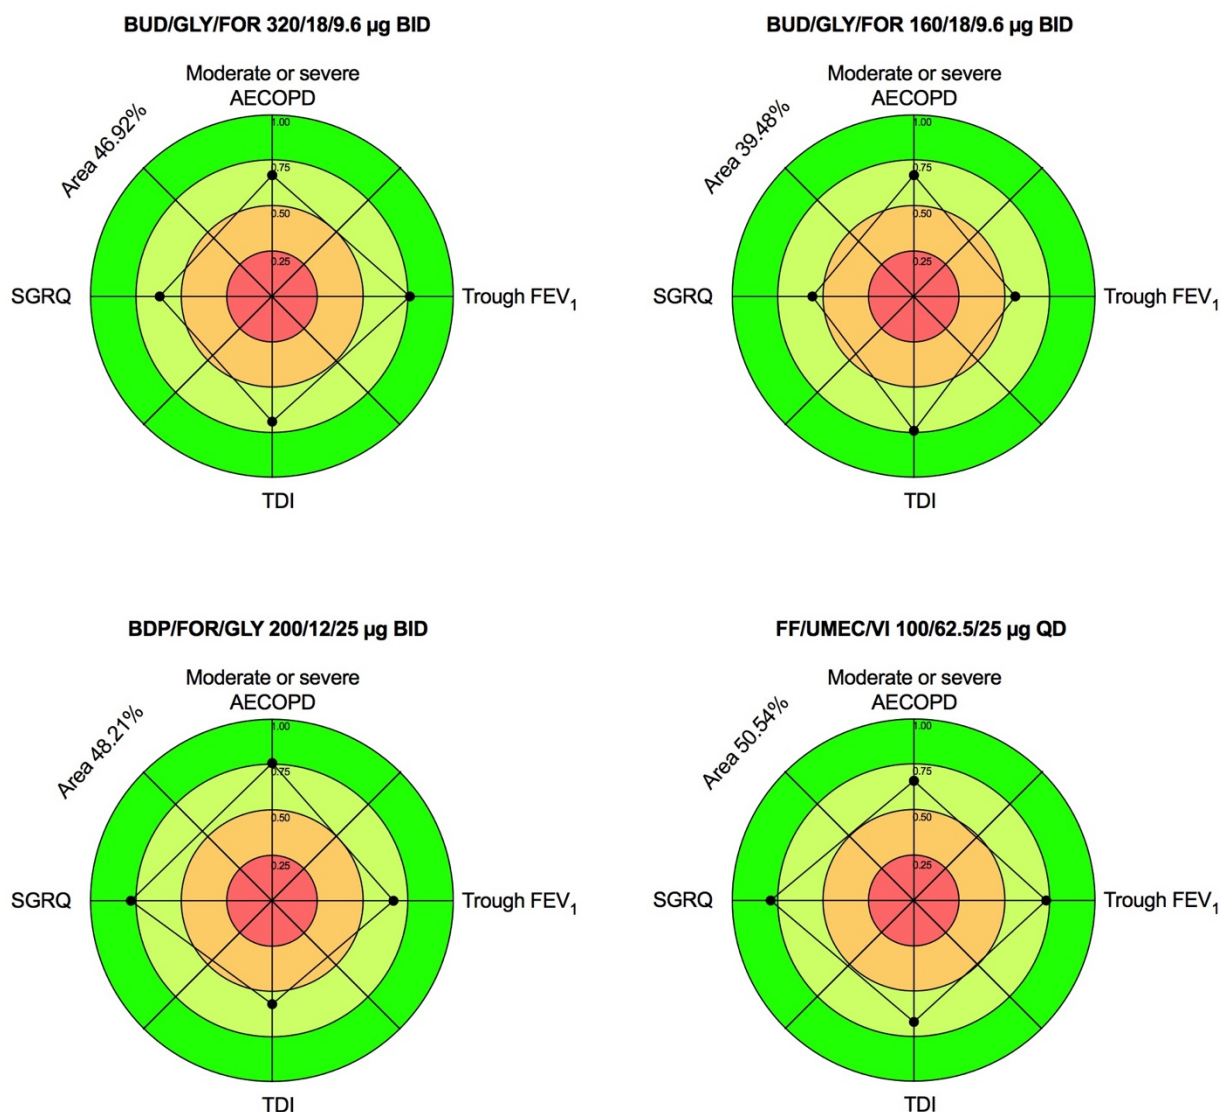 BUD/GLY/FOR 320/18/9.6 µg BID
Moderate or severe
AECOPD
Area 46.92%
1.00
0.75
0.50
0.25
SGRQ
Trough FEV₁
TDI
BUD/GLY/FOR 160/18/9.6 µg BID
Moderate or severe
AECOPD
Area 39.48%
1.00
0.75
0.50
0.25
SGRQ
Trough FEV₁
TDI
BDP/FOR/GLY 200/12/25 µg BID
Moderate or severe
AECOPD
Area 48.21%
1.00
0.75
0.50
0.25
SGRQ
Trough FEV₁
TDI
FF/UMEC/VI 100/62.5/25 µg QD
Moderate or severe
AECOPD
Area 50.54%
1.00
0.75
0.50
0.25
SGRQ
Trough FEV₁
TDI